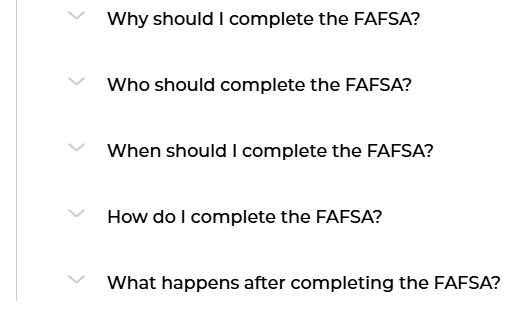 Why should I complete the FAFSA?
Who should complete the FAFSA?
When should I complete the FAFSA?
How do I complete the FAFSA?
What happens after completing the FAFSA?